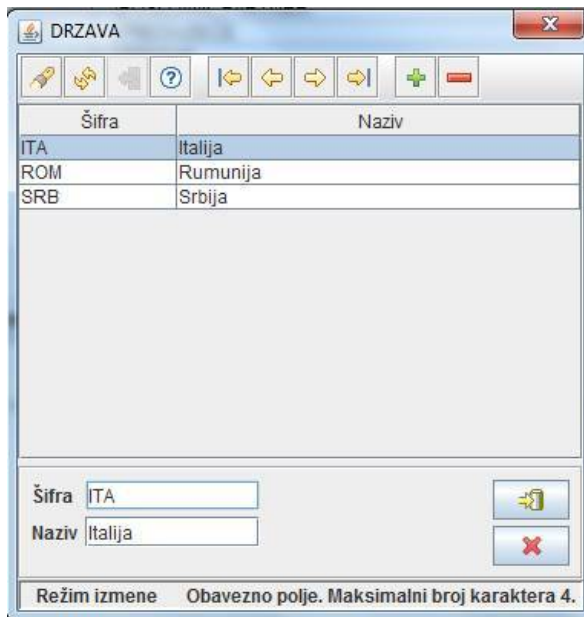 DRZAVA
Šifra Naziv
ITA Italija
ROM Rumunija
SRB Srbija
Šifra ITA
Naziv Italija
Režim izmene Obavezno polje. Maksimalni broj karaktera 4.